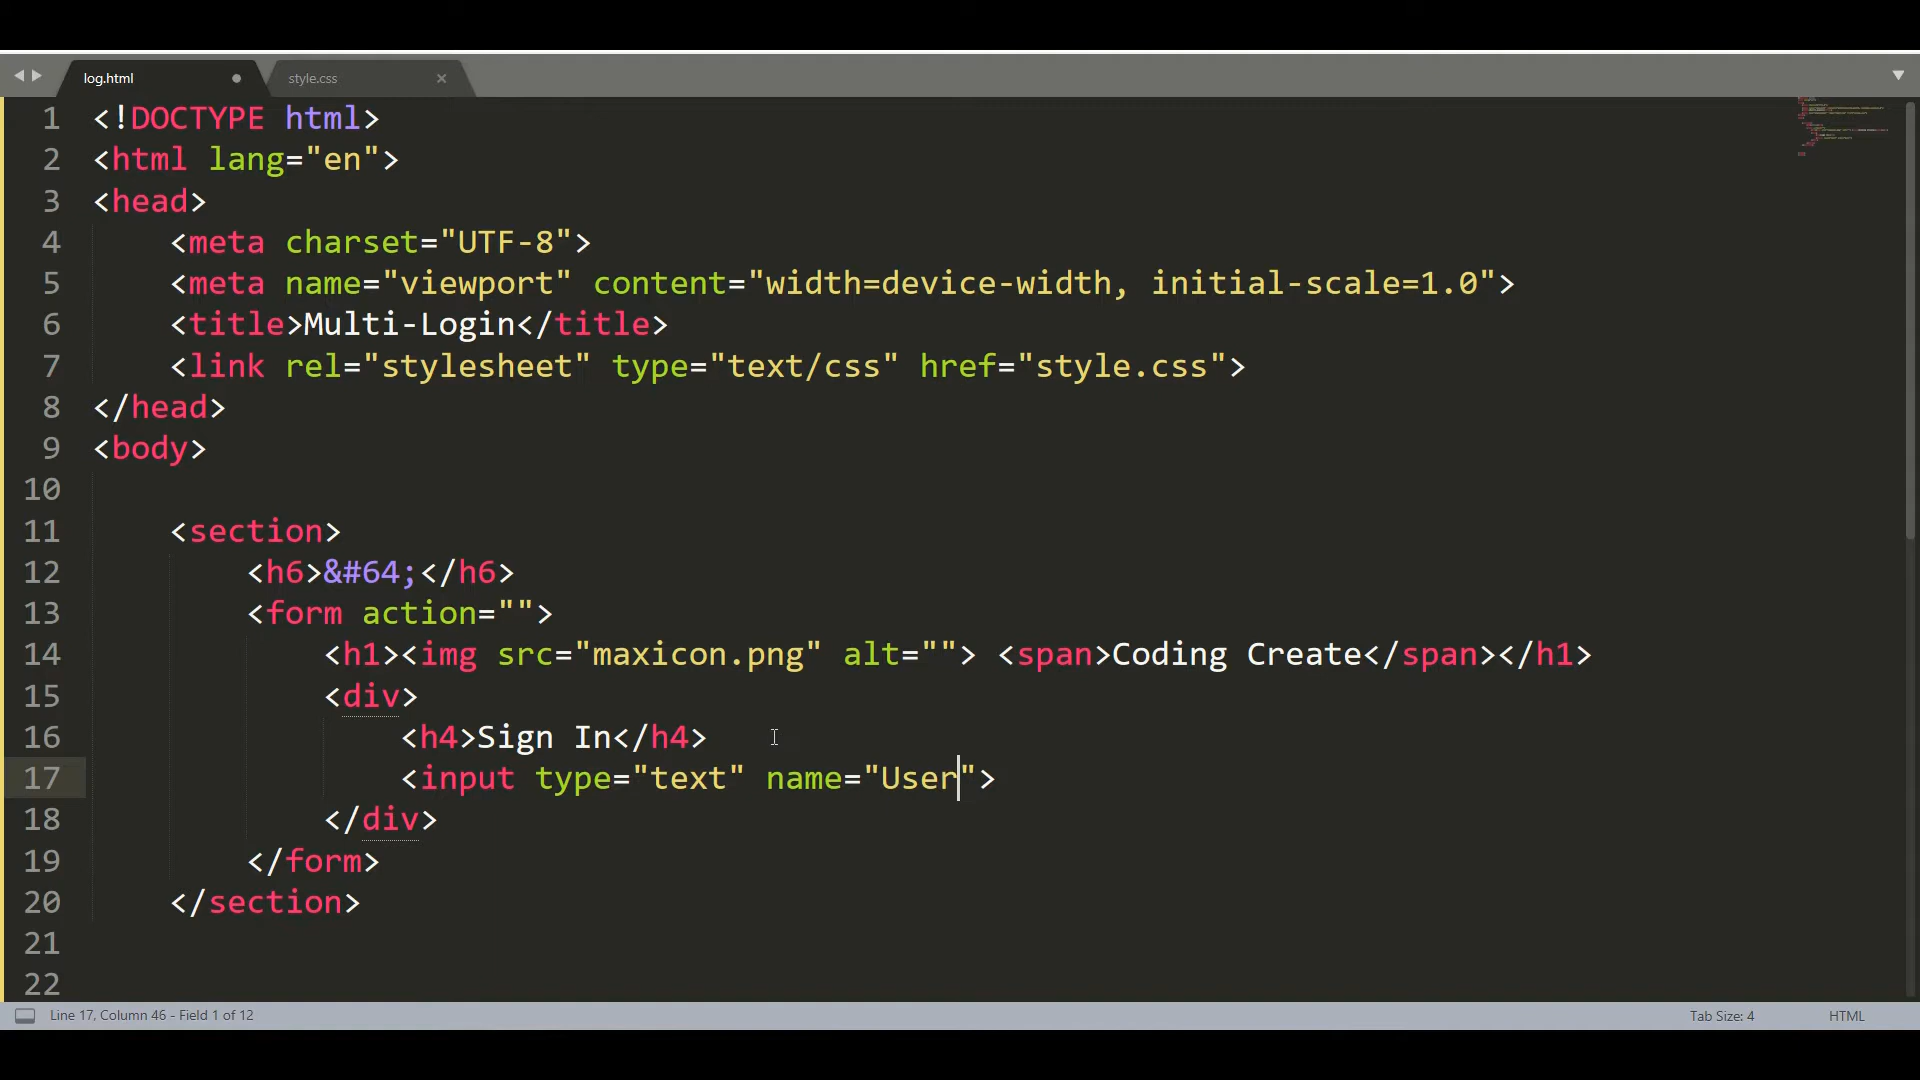 log.html
style.css
1 <!DOCTYPE html>
2 <html lang="en">
3 <head>
4 <meta charset="UTF-8">
5 <meta name="viewport" content="width=device-width, initial-scale=1.0">
6 <title>Multi-Login</title>
7 <link rel="stylesheet" type="text/css" href="style.css">
8 </head>
9 <body>
10
11 <section>
12 <h6>&#64;</h6>
13 <form action="">
14 <h1><img src="maxicon.png" alt=""> <span>Coding Create</span></h1>
15 <div>
16 <h4>Sign In</h4>
17 <input type="text" name="User">
18 </div>
19 </form>
20 </section>
21
22
Line 17, Column 46 - Field 1 of 12
Tab Size: 4
HTML